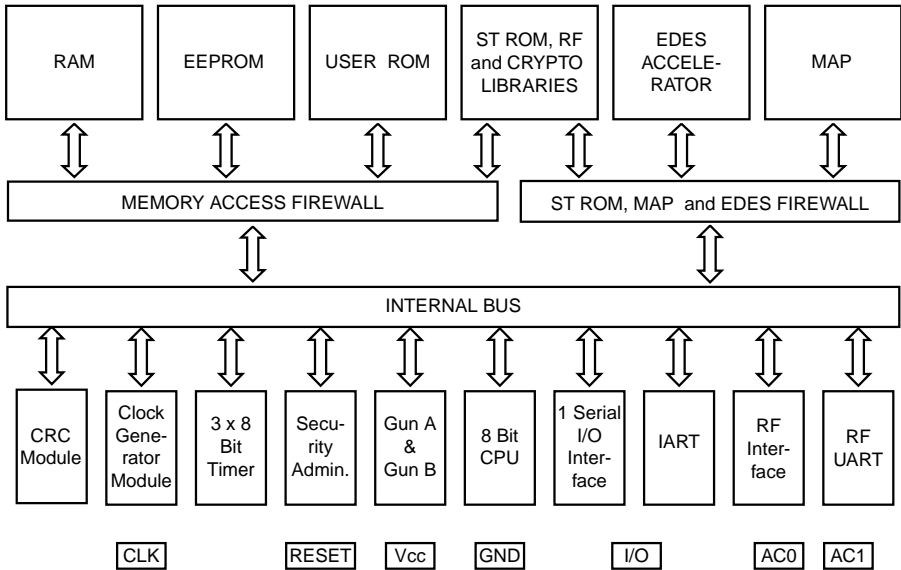 RAM
EEPROM
USER ROM
ST ROM, RF
and CRYPTO
LIBRARIES
EDES
ACCELE-
RATOR
MAP
MEMORY ACCESS FIREWALL
ST ROM, MAP and EDES FIREWALL
INTERNAL BUS
CRC
Module
Clock
Gene-
rator
Module
3 x 8
Bit
Timer
Secu-
rity
Admin.
Gun A
&
Gun B
8 Bit
CPU
1 Serial
I/O
Inter-
face
IART
RF
Inter-
face
RF
UART
CLK
RESET
Vcc
GND
I/O
AC0
AC1